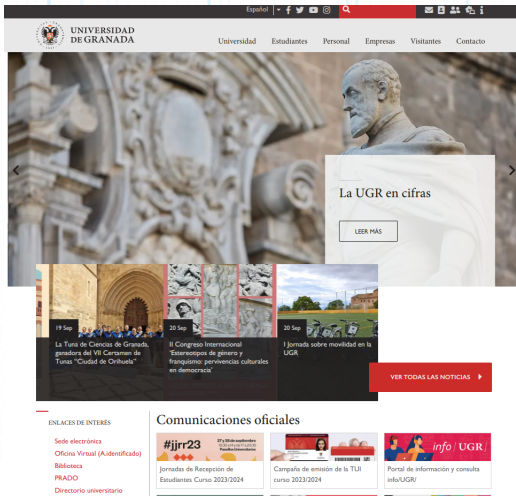 Español
UNIVERSIDAD
DE GRANADA
Universidad Estudiantes Personal Empresas Visitantes Contacto
La UGR en cifras
LEER MÁS
19 Sep
La Tuna de Ciencias de Granada,
ganadora del VII Certamen de
Tunas "Ciudad de Orihuela"
20 Sep
II Congreso Internacional
'Estereotipos de género y
franquismo: pervivencias culturales
en democracia'
20 Sep
I Jornada sobre movilidad en la
UGR
VER TODAS LAS NOTICIAS
ENLACES DE INTERÉS
Sede electrónica
Oficina Virtual (A.identificado)
Biblioteca
PRADO
Directorio universitario
Comunicaciones oficiales
#jjrr23
27 y 28 de septiembre
Jornadas de Recepción de
Estudiantes Curso 2023/2024
Campaña de emisión de la TUI
curso 2023/2024
info/UGR/
Portal de información y consulta
info/UGR/